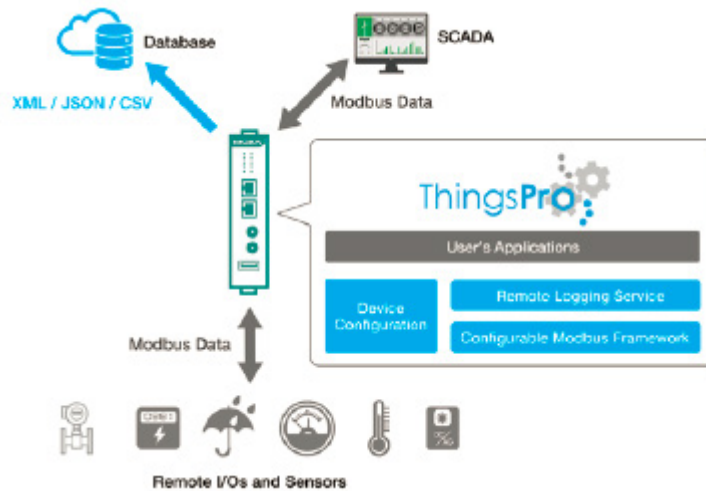 Database
SCADA
XML / JSON / CSV
Modbus Data
MOXA
ThingsPro
User's Applications
Device
Configuration
Remote Logging Service
Configurable Modbus Framework
Modbus Data
Remote I/Os and Sensors